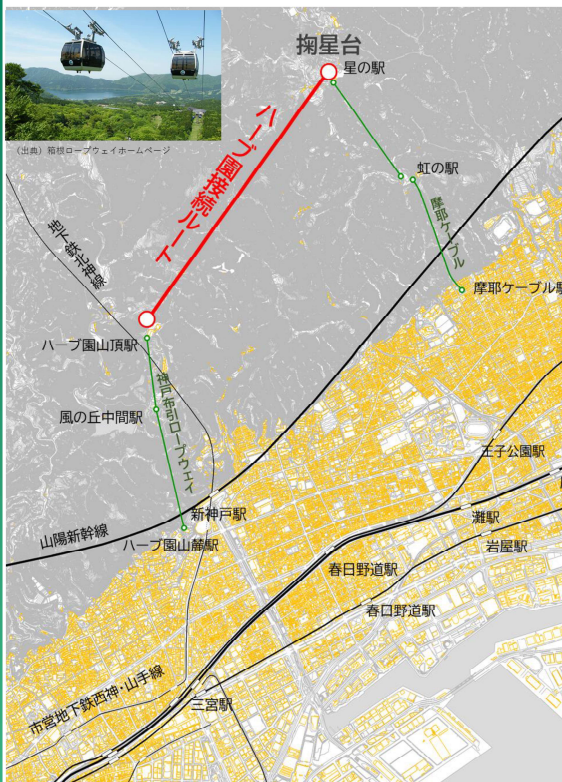 掬星台
星の駅
(出典）箱根ロープウェイホームページ
ハーブ園接続ルート
虹の駅
摩耶ケーブル
地下鉄北神線
摩耶ケーブル駅
ハーブ園山頂駅
神戸布引ロープウェイ
風の丘中間駅
王子公園駅
新神戸駅
灘駅
山陽新幹線
ハーブ園山麓駅
岩屋駅
春日野道駅
春日野道駅
市営地下鉄西神・山手線
三宮駅